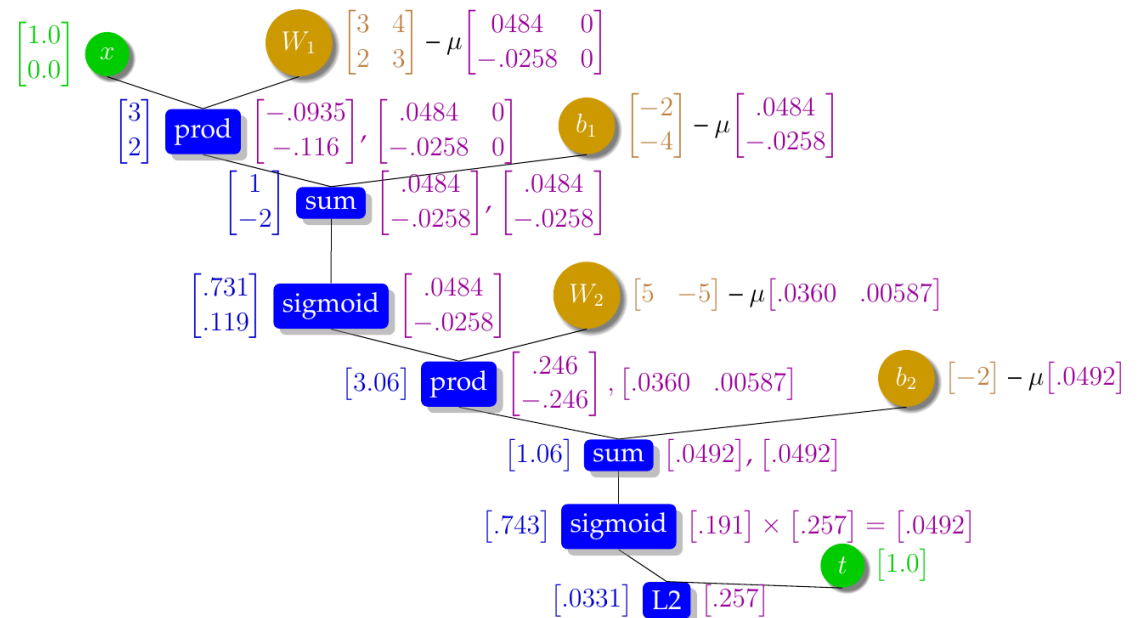 [1.0 0.0] x W₁ [3 4 2 3] − μ [0484 0 −.0258 0]
[3 2] prod [−.0935 −.116], [.0484 0 −.0258 0] b₁ [−2 −4] − μ [.0484 −.0258]
[1 −2] sum [.0484 −.0258], [.0484 −.0258]
[.731 .119] sigmoid [.0484 −.0258] W₂ [5 −5] − μ [.0360 .00587]
[3.06] prod [.246 −.246], [.0360 .00587] b₂ [−2] − μ [.0492]
[1.06] sum [.0492], [.0492]
[.743] sigmoid [.191] × [.257] = [.0492]
t [1.0]
[.0331] L2 [.257]